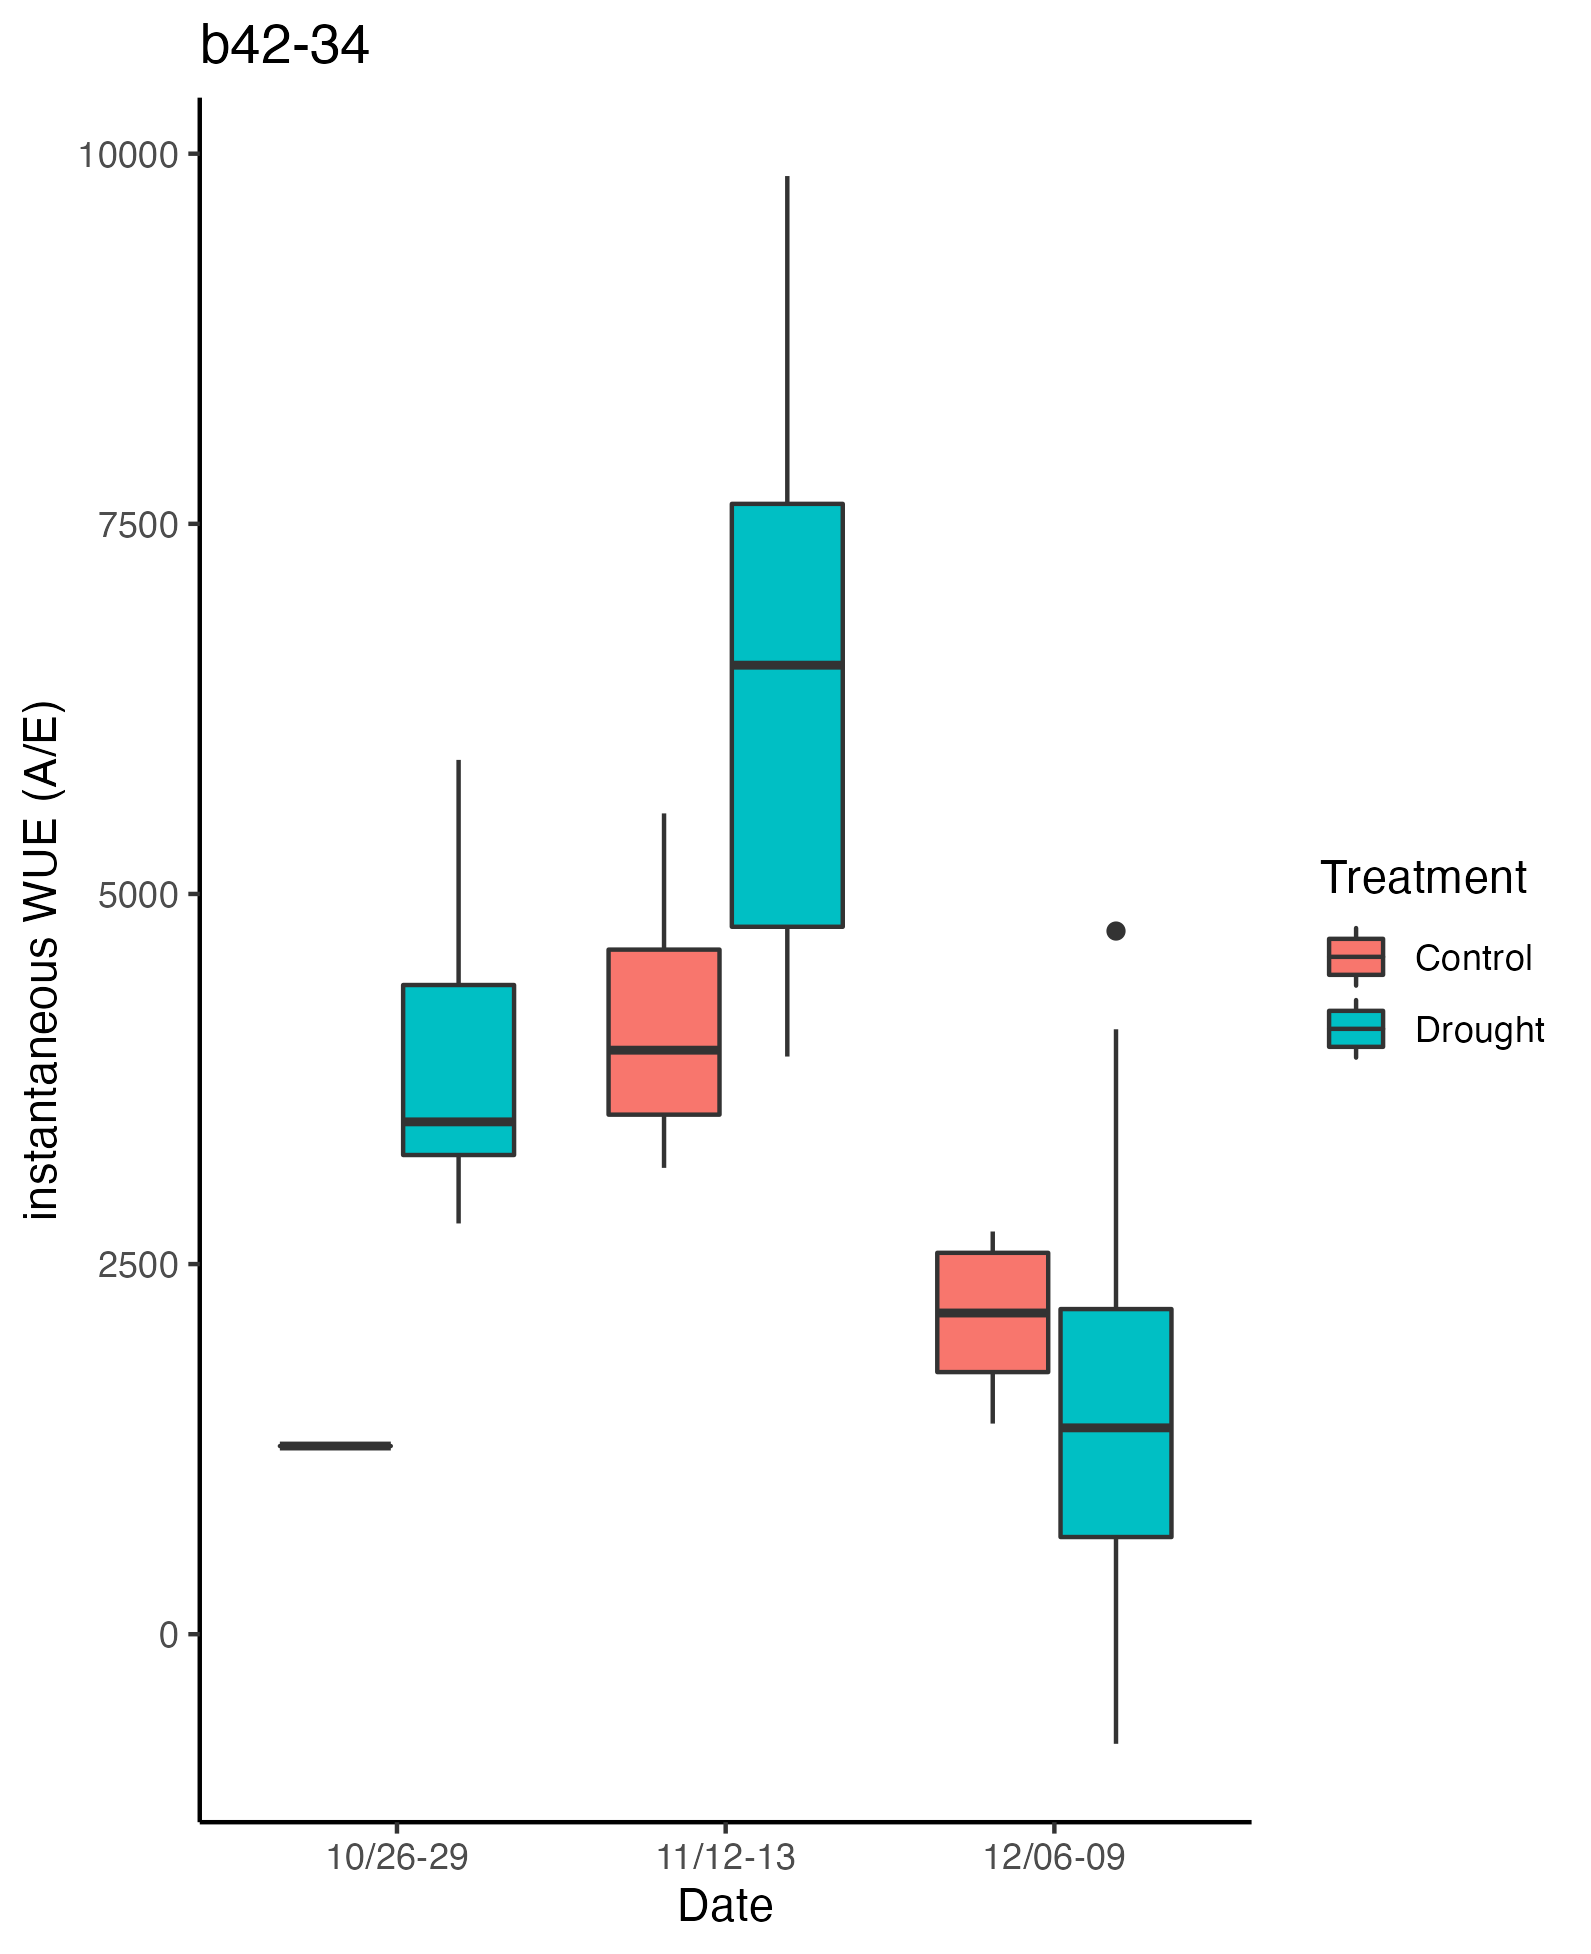 b42-34
10000
7500
5000
2500
0
instantaneous WUE (A/E)
10/26-29
11/12-13
12/06-09
Date
Treatment
Control
Drought